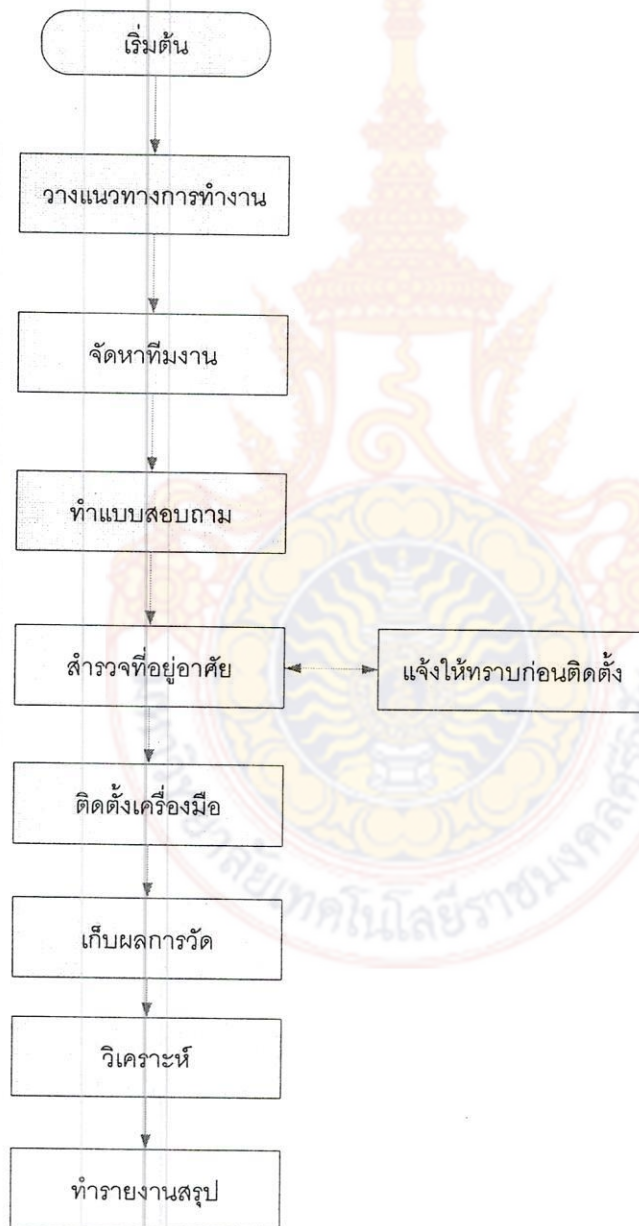 เริ่มต้น
วางแนวทางการทำงาน
จัดหาทีมงาน
ทำแบบสอบถาม
สำรวจที่อยู่อาศัย
แจ้งให้ทราบก่อนติดตั้ง
ติดตั้งเครื่องมือ
เก็บผลการวัด
วิเคราะห์
ทำรายงานสรุป